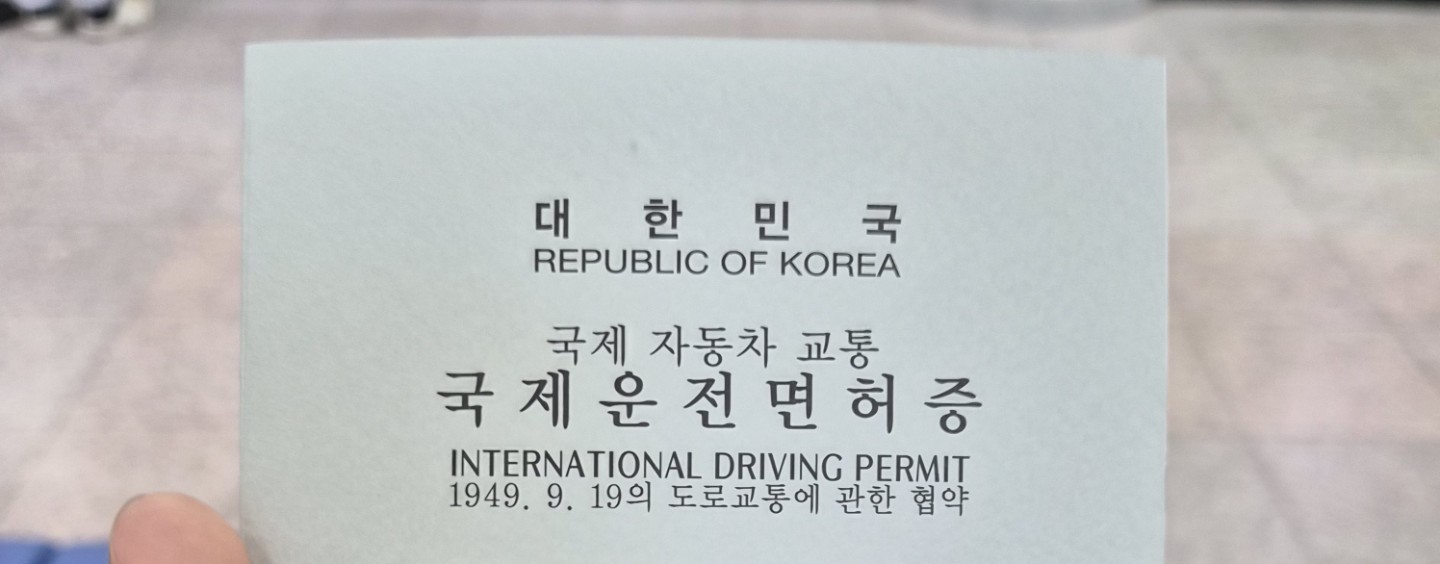 대 한 민 국
REPUBLIC OF KOREA
국제 자동차 교통
국제운전면허증
INTERNATIONAL DRIVING PERMIT
1949. 9. 19의 도로교통에 관한 협약